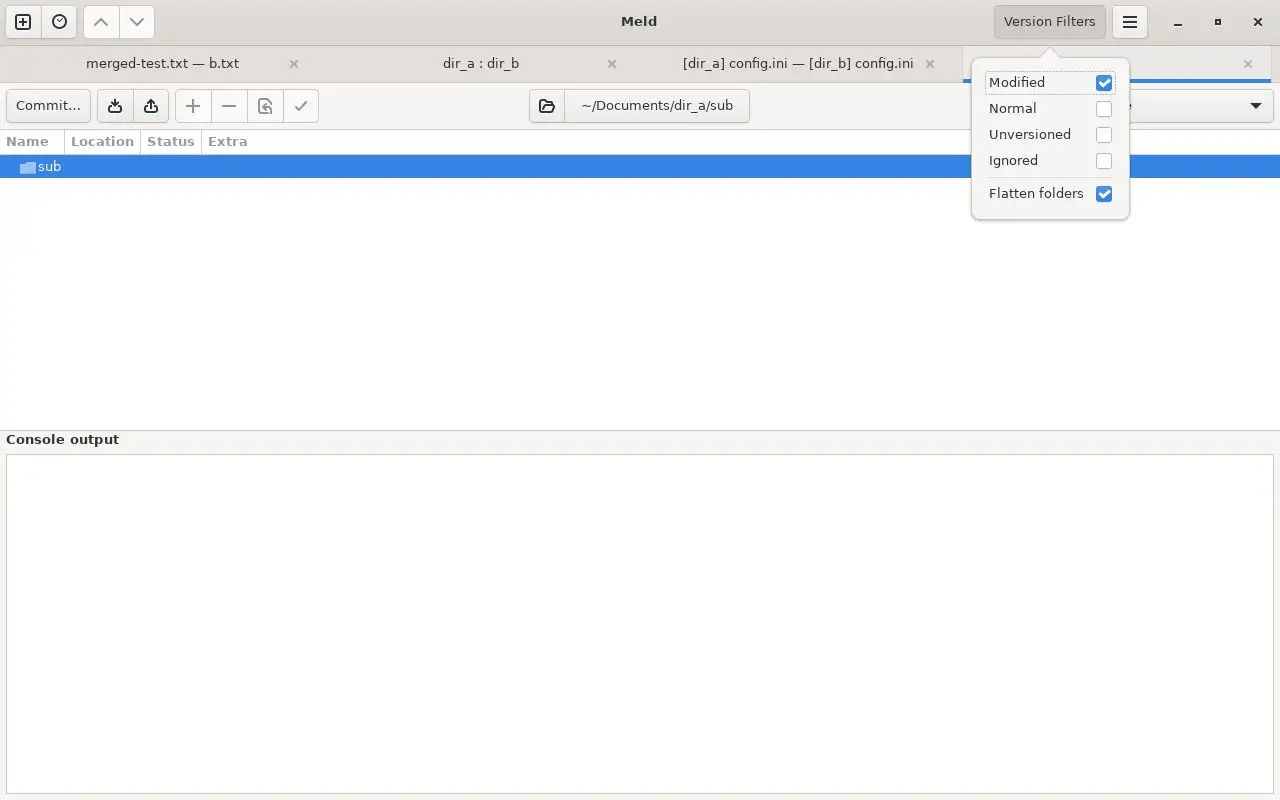 Meld
Version Filters
merged-test.txt — b.txt
dir_a : dir_b
[dir_a] config.ini — [dir_b] config.ini
Commit...
~/Documents/dir_a/sub
Modified
Normal
Unversioned
Ignored
Flatten folders
Name Location Status Extra
sub
Console output